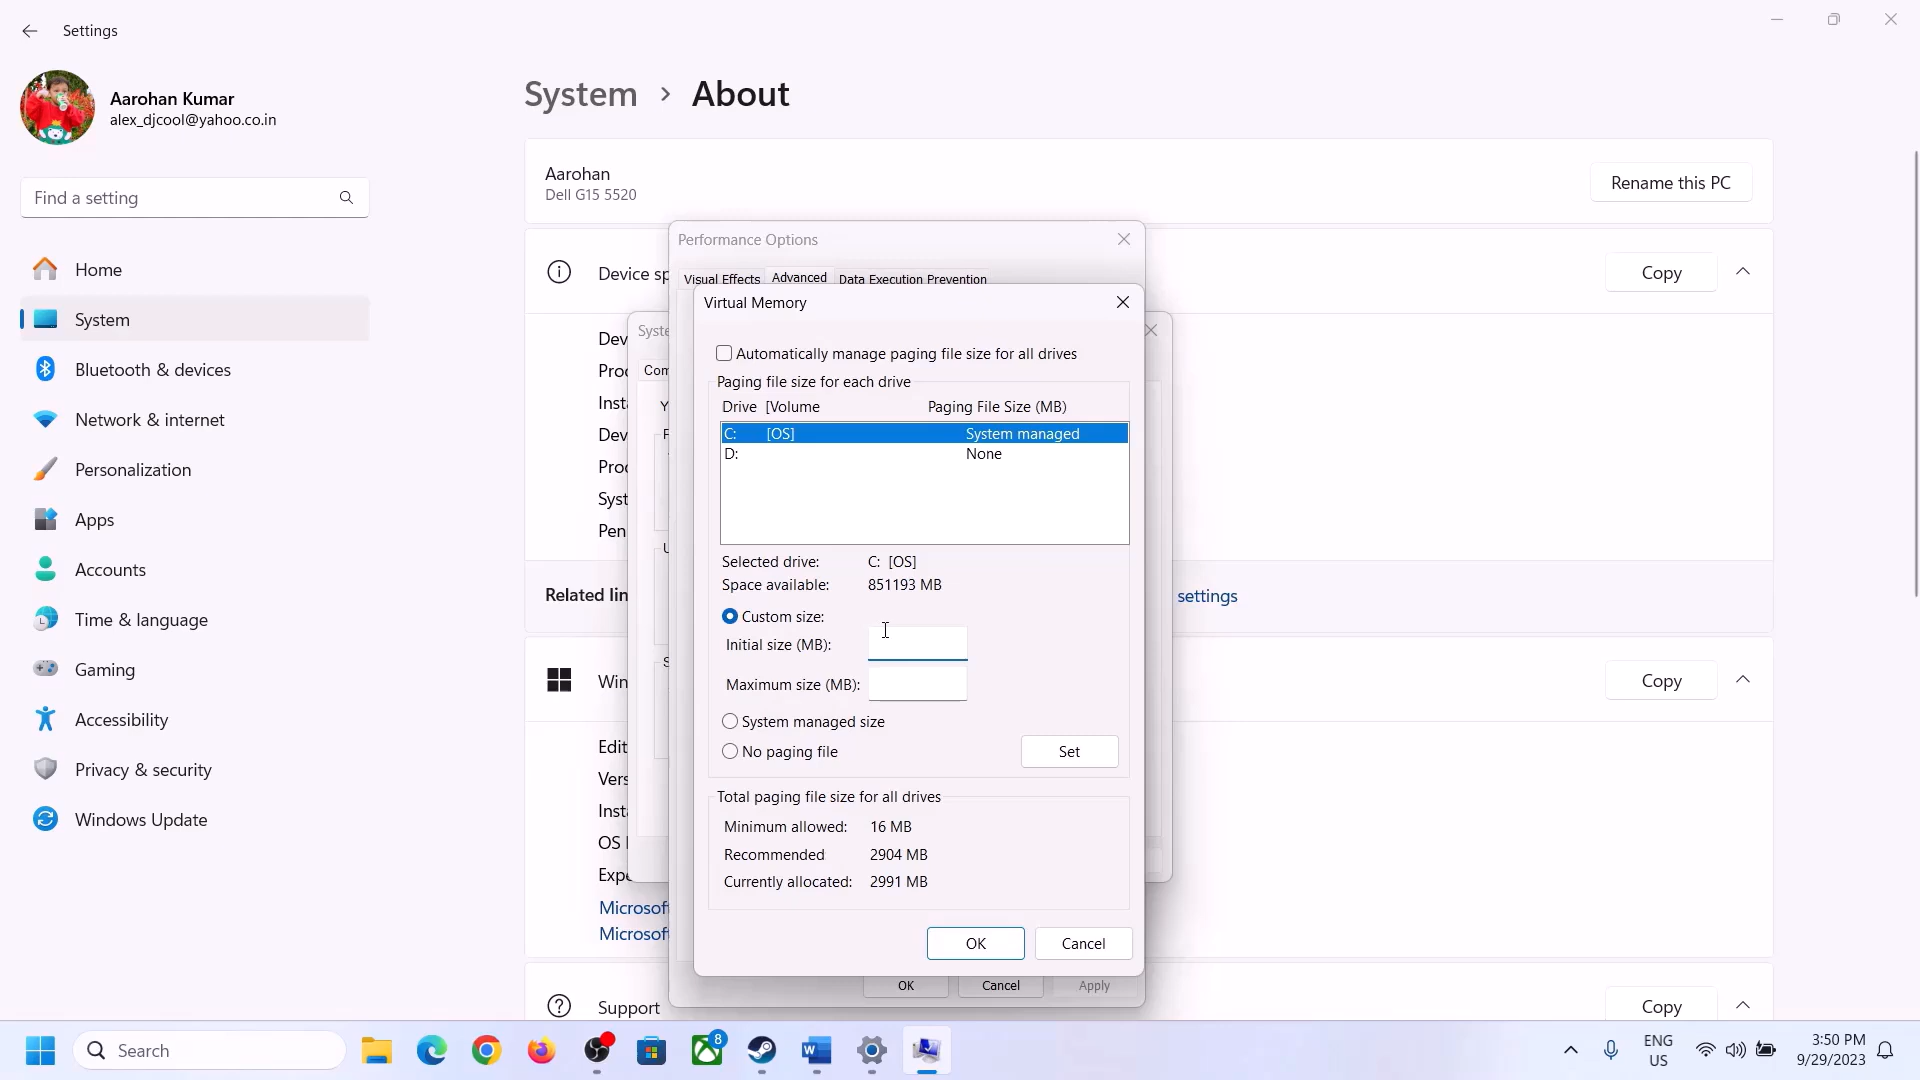 Settings
Aarohan Kumar
alex_djcool@yahoo.co.in
Find a setting
Home
System
Bluetooth & devices
Network & internet
Personalization
Apps
Accounts
Time & language
Gaming
Accessibility
Privacy & security
Windows Update
System > About
Aarohan
Dell G15 5520
Rename this PC
Device sp
Copy
Dev
Proc
Inst
Dev
Proc
Syst
Pen
Related lin
settings
Win
Copy
Edit
Vers
Inst
OS
Expe
Microsof
Microsof
Support
Copy
Syste
Com
Y
Performance Options
Visual Effects
Advanced
Data Execution Prevention
OK
Cancel
Apply
Virtual Memory
Automatically manage paging file size for all drives
Paging file size for each drive
Drive [Volume Paging File Size (MB)
C: [OS] System managed
D: None
Selected drive: C: [OS]
Space available: 851193 MB
Custom size:
Initial size (MB):
Maximum size (MB):
System managed size
No paging file
Set
Total paging file size for all drives
Minimum allowed: 16 MB
Recommended 2904 MB
Currently allocated: 2991 MB
OK
Cancel
Search
8
ENG
US
3:50 PM
9/29/2023